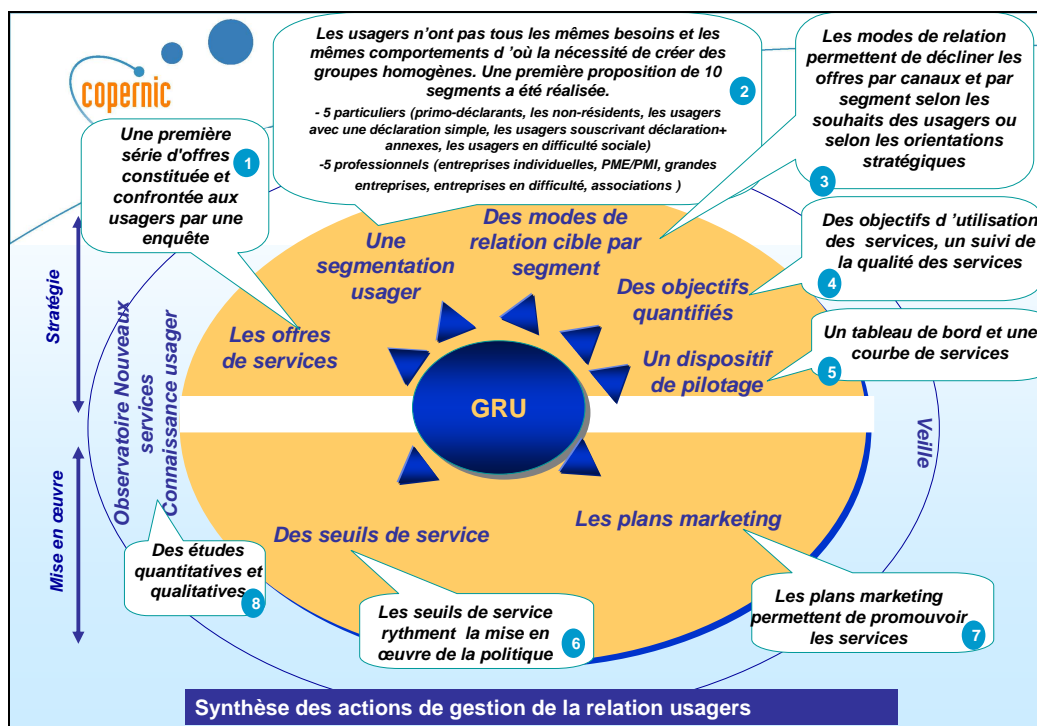 copernic
Une première
série d'offres
constituée et
confrontée aux
usagers par une
enquête
1
Les usagers n'ont pas tous les mêmes besoins et les
mêmes comportements d 'où la nécessité de créer des
groupes homogènes. Une première proposition de 10
segments a été réalisée.
- 5 particuliers (primo-déclarants, les non-résidents, les usagers
avec une déclaration simple, les usagers souscrivant déclaration+
annexes, les usagers en difficulté sociale)
-5 professionnels (entreprises individuelles, PME/PMI, grandes
entreprises, entreprises en difficulté, associations )
2
Les modes de relation
permettent de décliner les
offres par canaux et par
segment selon les
souhaits des usagers ou
selon les orientations
stratégiques
3
Des objectifs d 'utilisation
des services, un suivi de
la qualité des services
4
Un tableau de bord et une
courbe de services
5
Stratégie
Mise en œuvre
Observatoire Nouveaux
services
Connaissance usager
Veille
Les offres
de services
Une
segmentation
usager
Des modes de
relation cible par
segment
Des objectifs
quantifiés
Un dispositif
de pilotage
GRU
Des seuils de service
Les plans marketing
Des études
quantitatives et
qualitatives
8
Les seuils de service
rythment la mise en
œuvre de la politique
6
Les plans marketing
permettent de promouvoir
les services
7
Synthèse des actions de gestion de la relation usagers